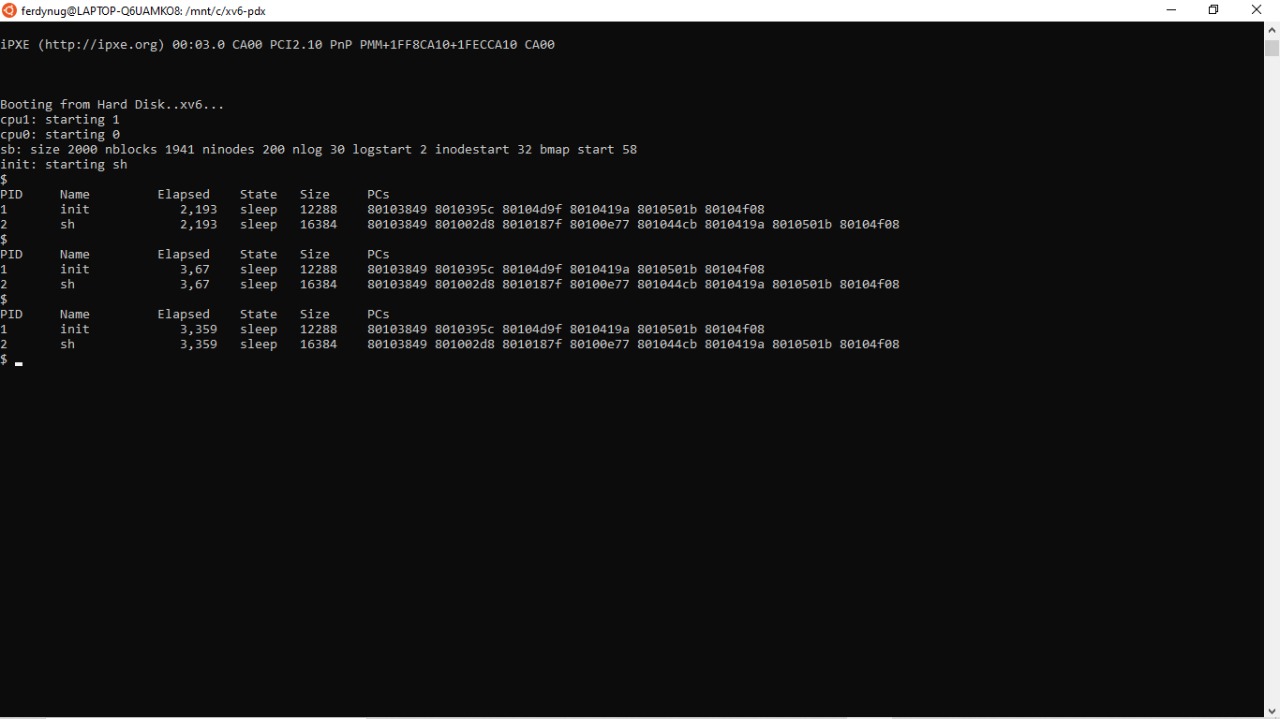 ferdynug@LAPTOP-Q6UAMKO8: /mnt/c/xv6-pdx
iPXE (http://ipxe.org) 00:03.0 CA00 PCI2.10 PnP PMM+1FF8CA10+1FECCA10 CA00
Booting from Hard Disk..xv6...
cpu1: starting 1
cpu0: starting 0
sb: size 2000 nblocks 1941 ninodes 200 nlog 30 logstart 2 inodestart 32 bmap start 58
init: starting sh
$
PID     Name         Elapsed    State   Size     PCs
1       init            2,193   sleep   12288    80103849 8010395c 80104d9f 8010419a 8010501b 80104f08
2       sh              2,193   sleep   16384    80103849 801002d8 8010187f 80100e77 801044cb 8010419a 8010501b 80104f08
$
PID     Name         Elapsed    State   Size     PCs
1       init            3,67    sleep   12288    80103849 8010395c 80104d9f 8010419a 8010501b 80104f08
2       sh              3,67    sleep   16384    80103849 801002d8 8010187f 80100e77 801044cb 8010419a 8010501b 80104f08
$
PID     Name         Elapsed    State   Size     PCs
1       init            3,359   sleep   12288    80103849 8010395c 80104d9f 8010419a 8010501b 80104f08
2       sh              3,359   sleep   16384    80103849 801002d8 8010187f 80100e77 801044cb 8010419a 8010501b 80104f08
$